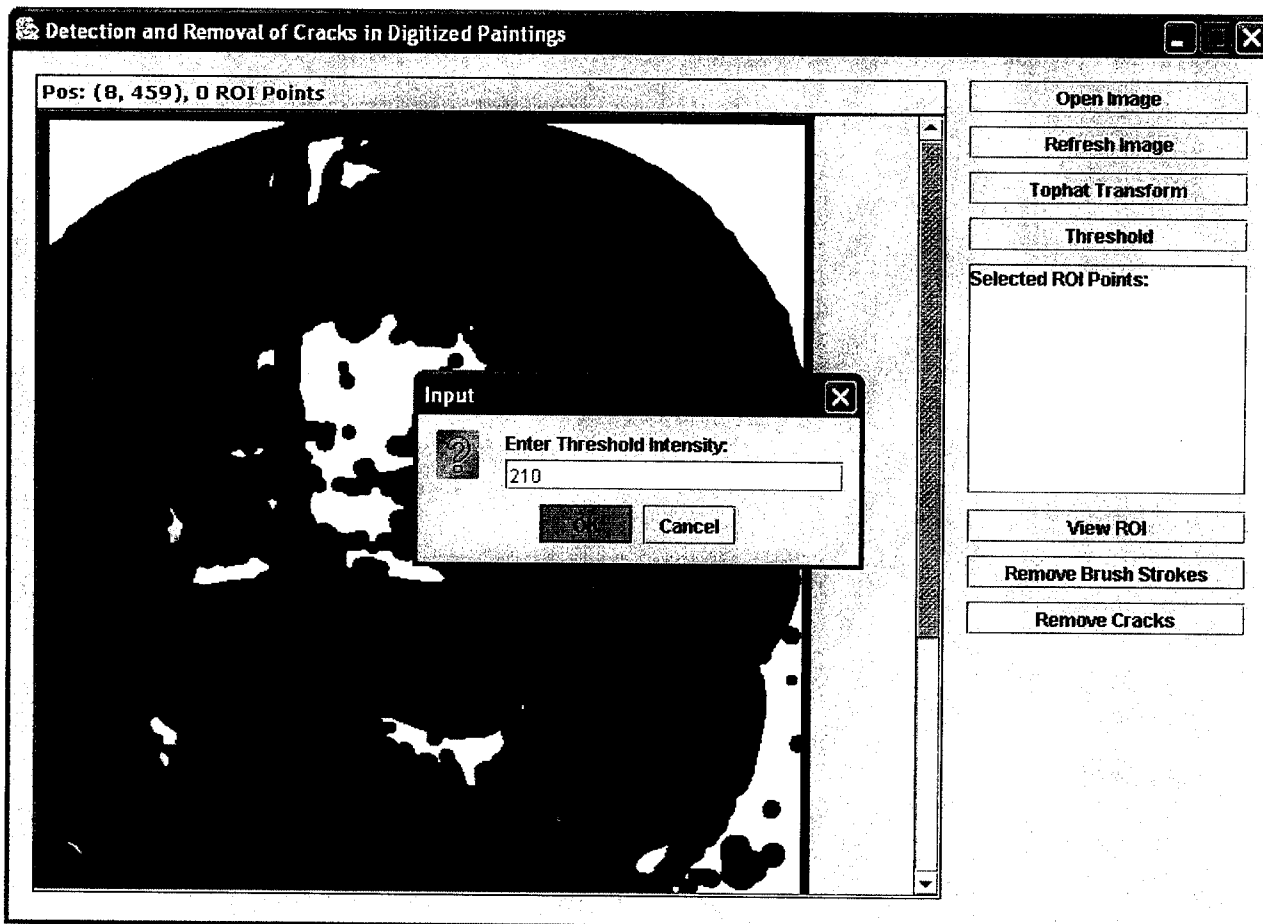 Detection and Removal of Cracks in Digitized Paintings
Pos: (8, 459), 0 ROI Points
Open Image
Refresh Image
Tophat Transform
Threshold
Selected ROI Points:
Input
Enter Threshold Intensity:
210
OK
Cancel
View ROI
Remove Brush Strokes
Remove Cracks